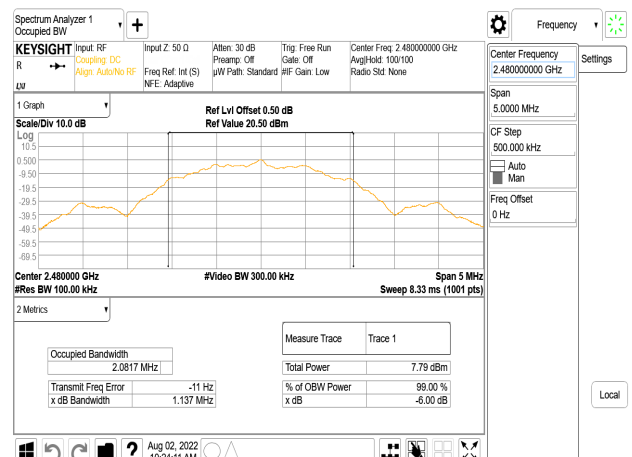 Spectrum Analyzer 1
Occupied BW
Frequency
KEYSIGHT
R
Input: RF
Coupling: DC
Align: Auto/No RF
Input Z: 50 Ω
Freq Ref: Int (S)
NFE: Adaptive
Atten: 30 dB
Preamp: Off
µW Path: Standard
Trig: Free Run
Gate: Off
#IF Gain: Low
Center Freq: 2.480000000 GHz
Avg|Hold: 100/100
Radio Std: None
Center Frequency
2.480000000 GHz
Settings
Span
5.0000 MHz
CF Step
500.000 kHz
Auto
Man
Freq Offset
0 Hz
1 Graph
Scale/Div 10.0 dB
Ref Lvl Offset 0.50 dB
Ref Value 20.50 dBm
Log
10.5
0.500
-9.50
-19.5
-29.5
-39.5
-49.5
-59.5
-69.5
Center 2.48000 GHz
#Video BW 300.00 kHz
Span 5 MHz
#Res BW 100.00 kHz
Sweep 8.33 ms (1001 pts)
2 Metrics
Measure Trace Trace 1
Occupied Bandwidth
2.0817 MHz
Total Power 7.79 dBm
Transmit Freq Error -11 Hz
% of OBW Power 99.00 %
x dB Bandwidth 1.137 MHz
x dB -6.00 dB
Local
?
Aug 02, 2022